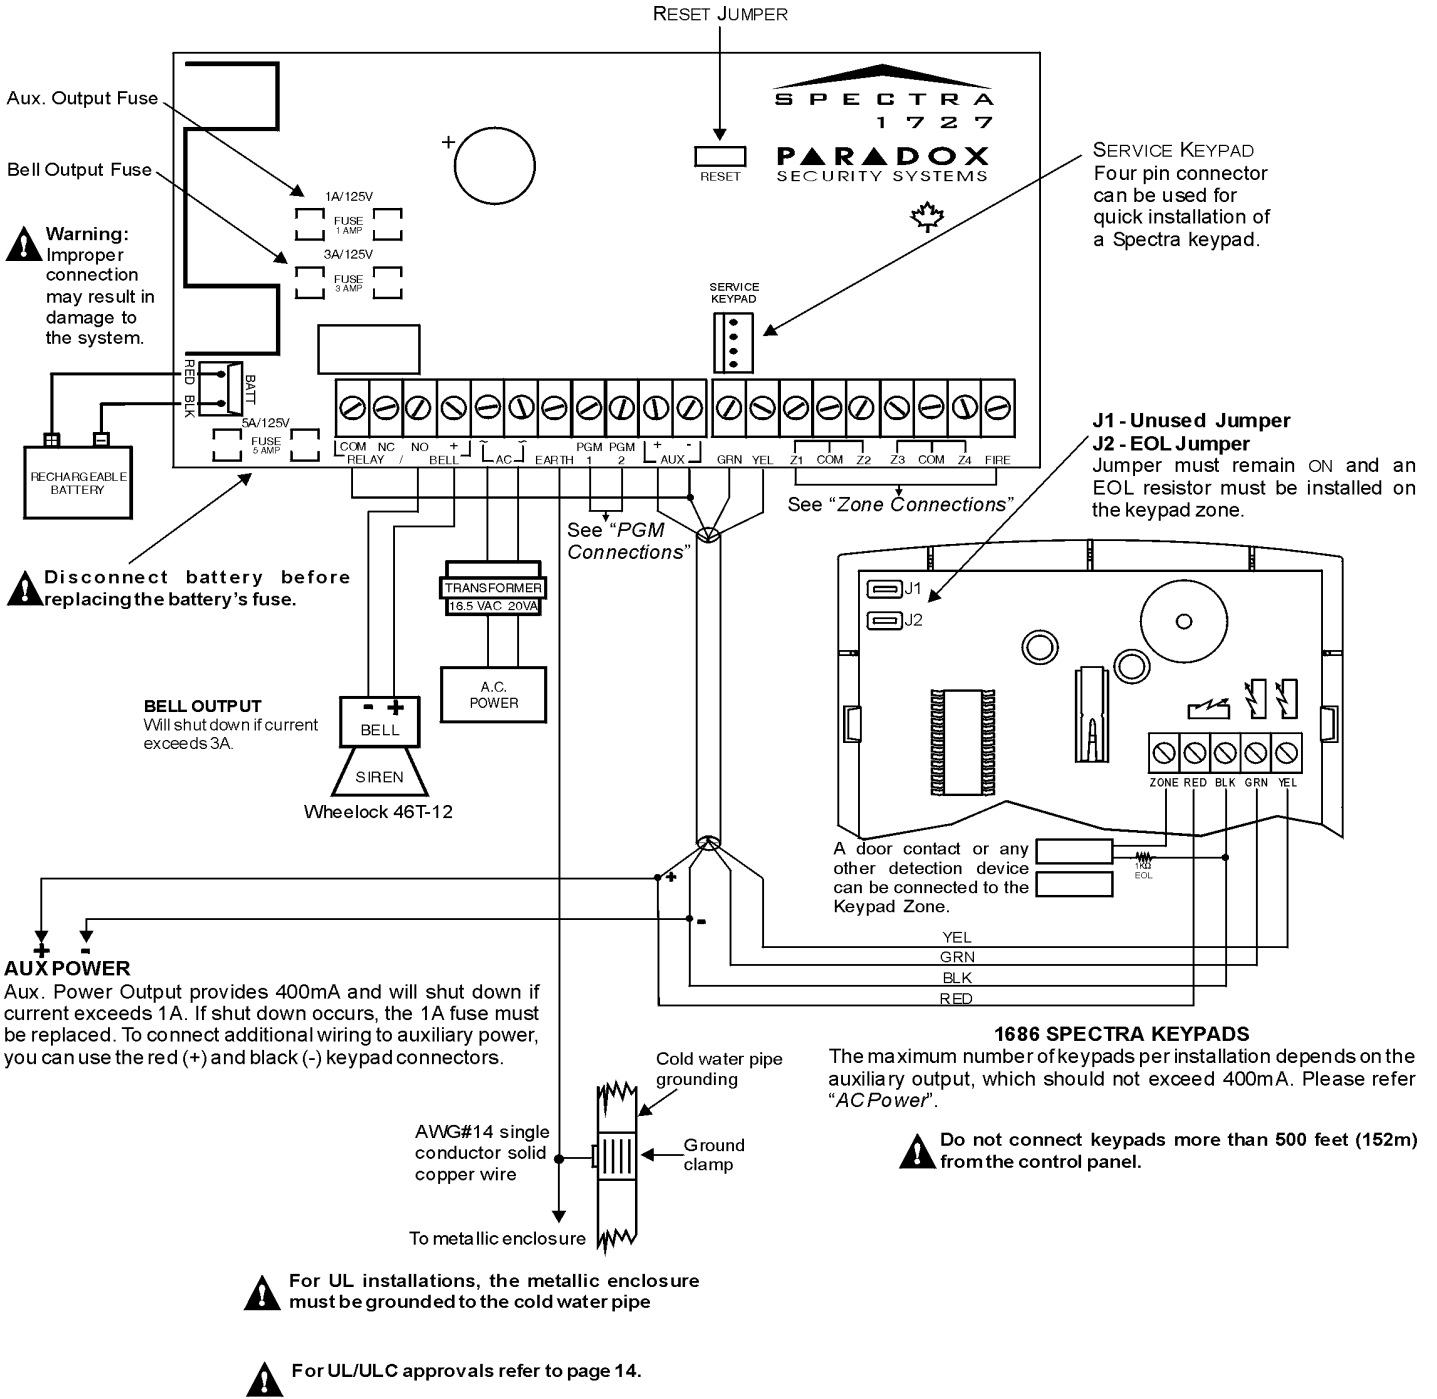 RESET JUMPER
Aux. Output Fuse
Bell Output Fuse
Warning:
Improper
connection
may result in
damage to
the system.
+
1A/125V
FUSE
1 AMP
3A/125V
FUSE
3 AMP
RESET
SPECTRA
1727
PARADOX
SECURITY SYSTEMS
SERVICE KEYPAD
Four pin connector
can be used for
quick installation of
a Spectra keypad.
SERVICE
KEYPAD
RED
BLK
BATT
5A/125V
FUSE
5 AMP
+ -
RECHARGEABLE
BATTERY
COM NC NO + ~ ~ PGM PGM + -
RELAY / BELL AC EARTH 1 2 AUX GRN YEL Z1 COM Z2 Z3 COM Z4 FIRE
See "PGM
Connections"
See "Zone Connections"
J1 - Unused Jumper
J2 - EOL Jumper
Jumper must remain ON and an
EOL resistor must be installed on
the keypad zone.
Disconnect battery before
replacing the battery's fuse.
TRANSFORMER
16.5 VAC 20VA
A.C.
POWER
BELL OUTPUT
Will shut down if current
exceeds 3A.
- +
BELL
SIREN
Wheelock 46T-12
J1
J2
ZONE RED BLK GRN YEL
A door contact or any
other detection device
can be connected to the
Keypad Zone.
1KΩ
EOL
+
-
YEL
GRN
BLK
RED
+ -
AUX POWER
Aux. Power Output provides 400mA and will shut down if
current exceeds 1A. If shut down occurs, the 1A fuse must
be replaced. To connect additional wiring to auxiliary power,
you can use the red (+) and black (-) keypad connectors.
1686 SPECTRA KEYPADS
The maximum number of keypads per installation depends on the
auxiliary output, which should not exceed 400mA. Please refer
"AC Power".
Do not connect keypads more than 500 feet (152m)
from the control panel.
Cold water pipe
grounding
AWG#14 single
conductor solid
copper wire
Ground
clamp
To metallic enclosure
For UL installations, the metallic enclosure
must be grounded to the cold water pipe
For UL/ULC approvals refer to page 14.